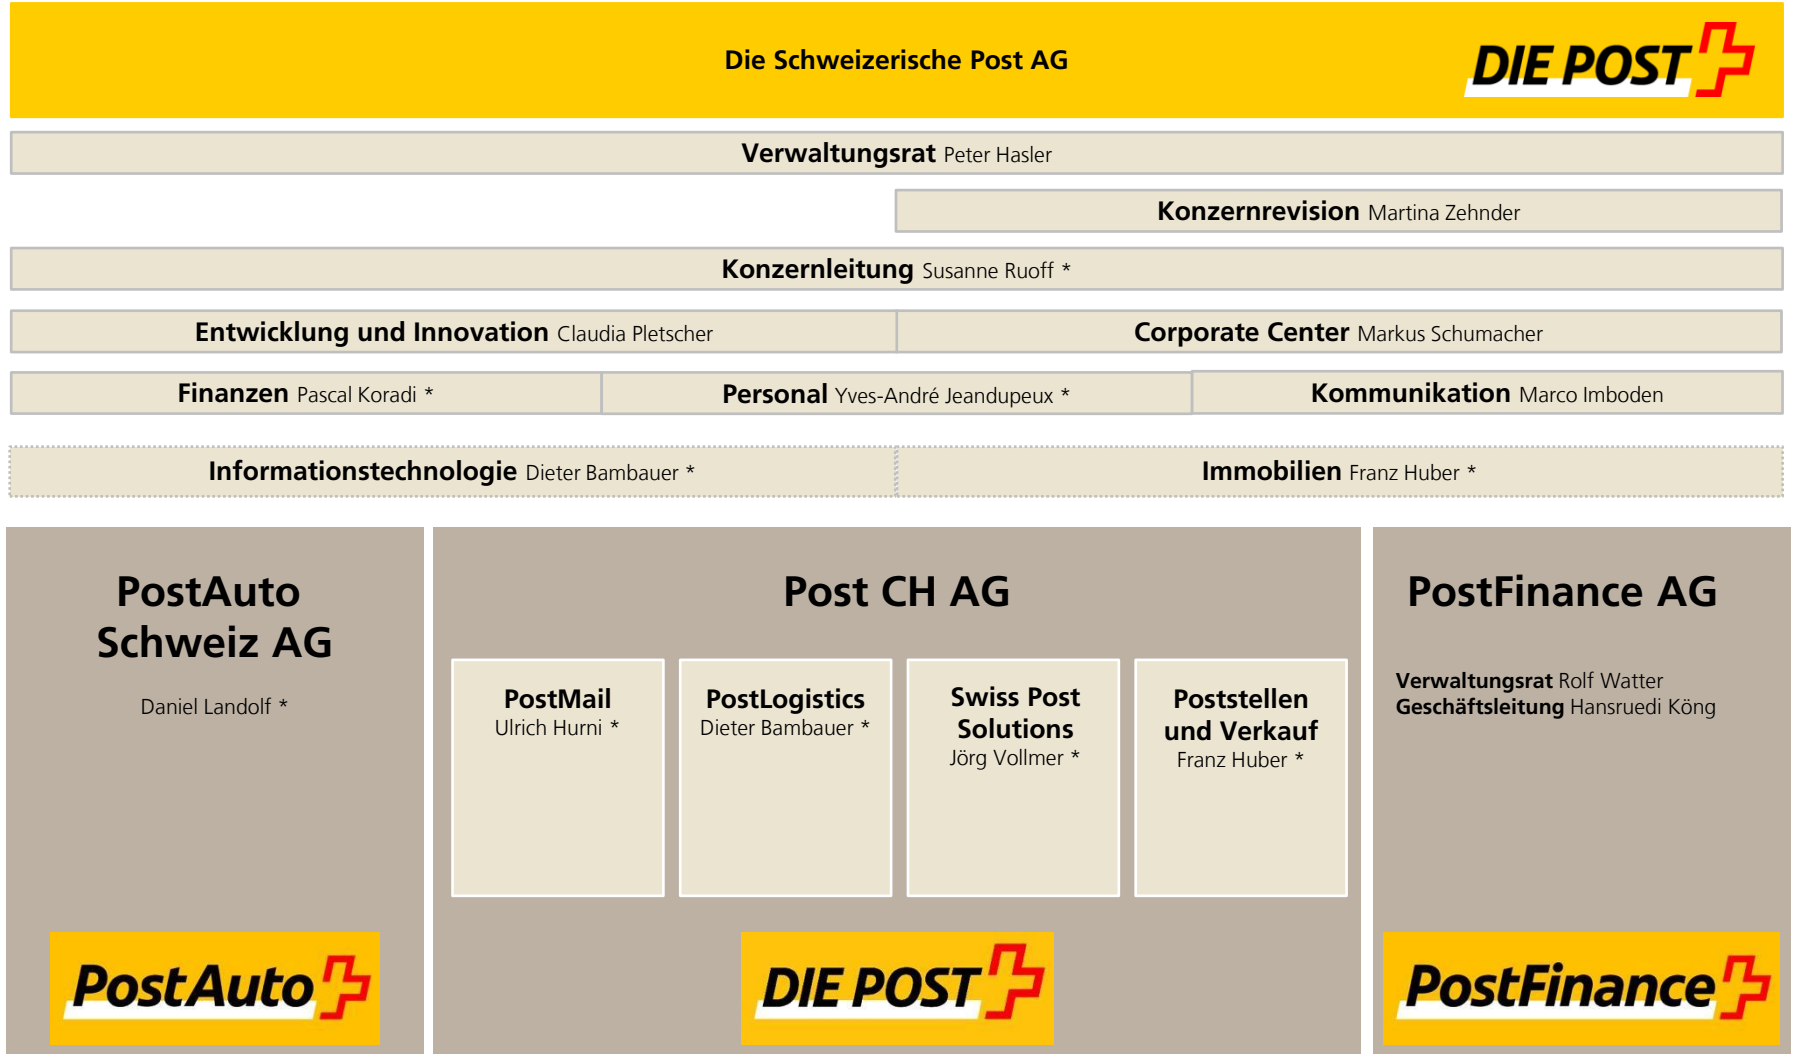 Die Schweizerische Post AG
DIE POST
Verwaltungsrat Peter Hasler
Konzernrevision Martina Zehnder
Konzernleitung Susanne Ruoff *
Entwicklung und Innovation Claudia Pletscher
Corporate Center Markus Schumacher
Finanzen Pascal Koradi *
Personal Yves-André Jeandupeux *
Kommunikation Marco Imboden
Informationstechnologie Dieter Bambauer *
Immobilien Franz Huber *
PostAuto
Schweiz AG
Daniel Landolf *
PostAuto
Post CH AG
PostMail
Ulrich Hurni *
PostLogistics
Dieter Bambauer *
Swiss Post
Solutions
Jörg Vollmer *
Poststellen
und Verkauf
Franz Huber *
DIE POST
PostFinance AG
Verwaltungsrat Rolf Watter
Geschäftsleitung Hansruedi Köng
PostFinance